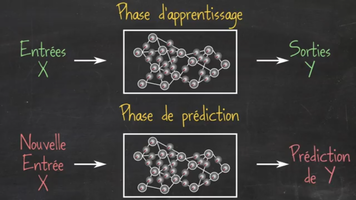 Phase d'apprentissage
Entrées
X
Sorties
Y
Phase de prédiction
Nouvelle
Entrée
X
Prédiction
de Y